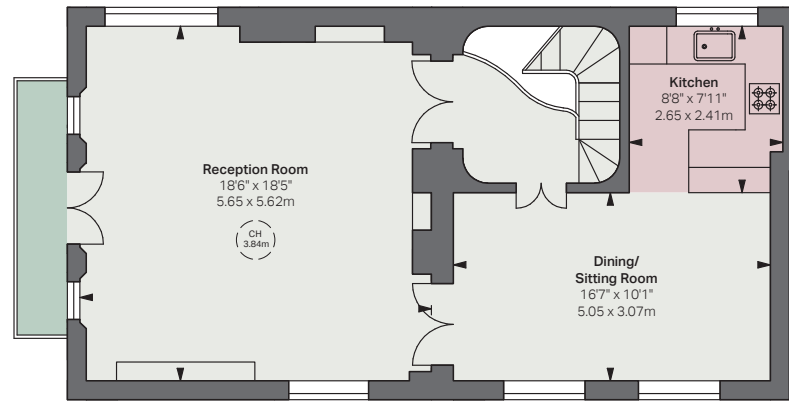 Kitchen
8'8" x 7'11"
2.65 x 2.41m
Reception Room
18'6" x 18'5"
5.65 x 5.62m
CH
3.84m
Dining/
Sitting Room
16'7" x 10'1"
5.05 x 3.07m